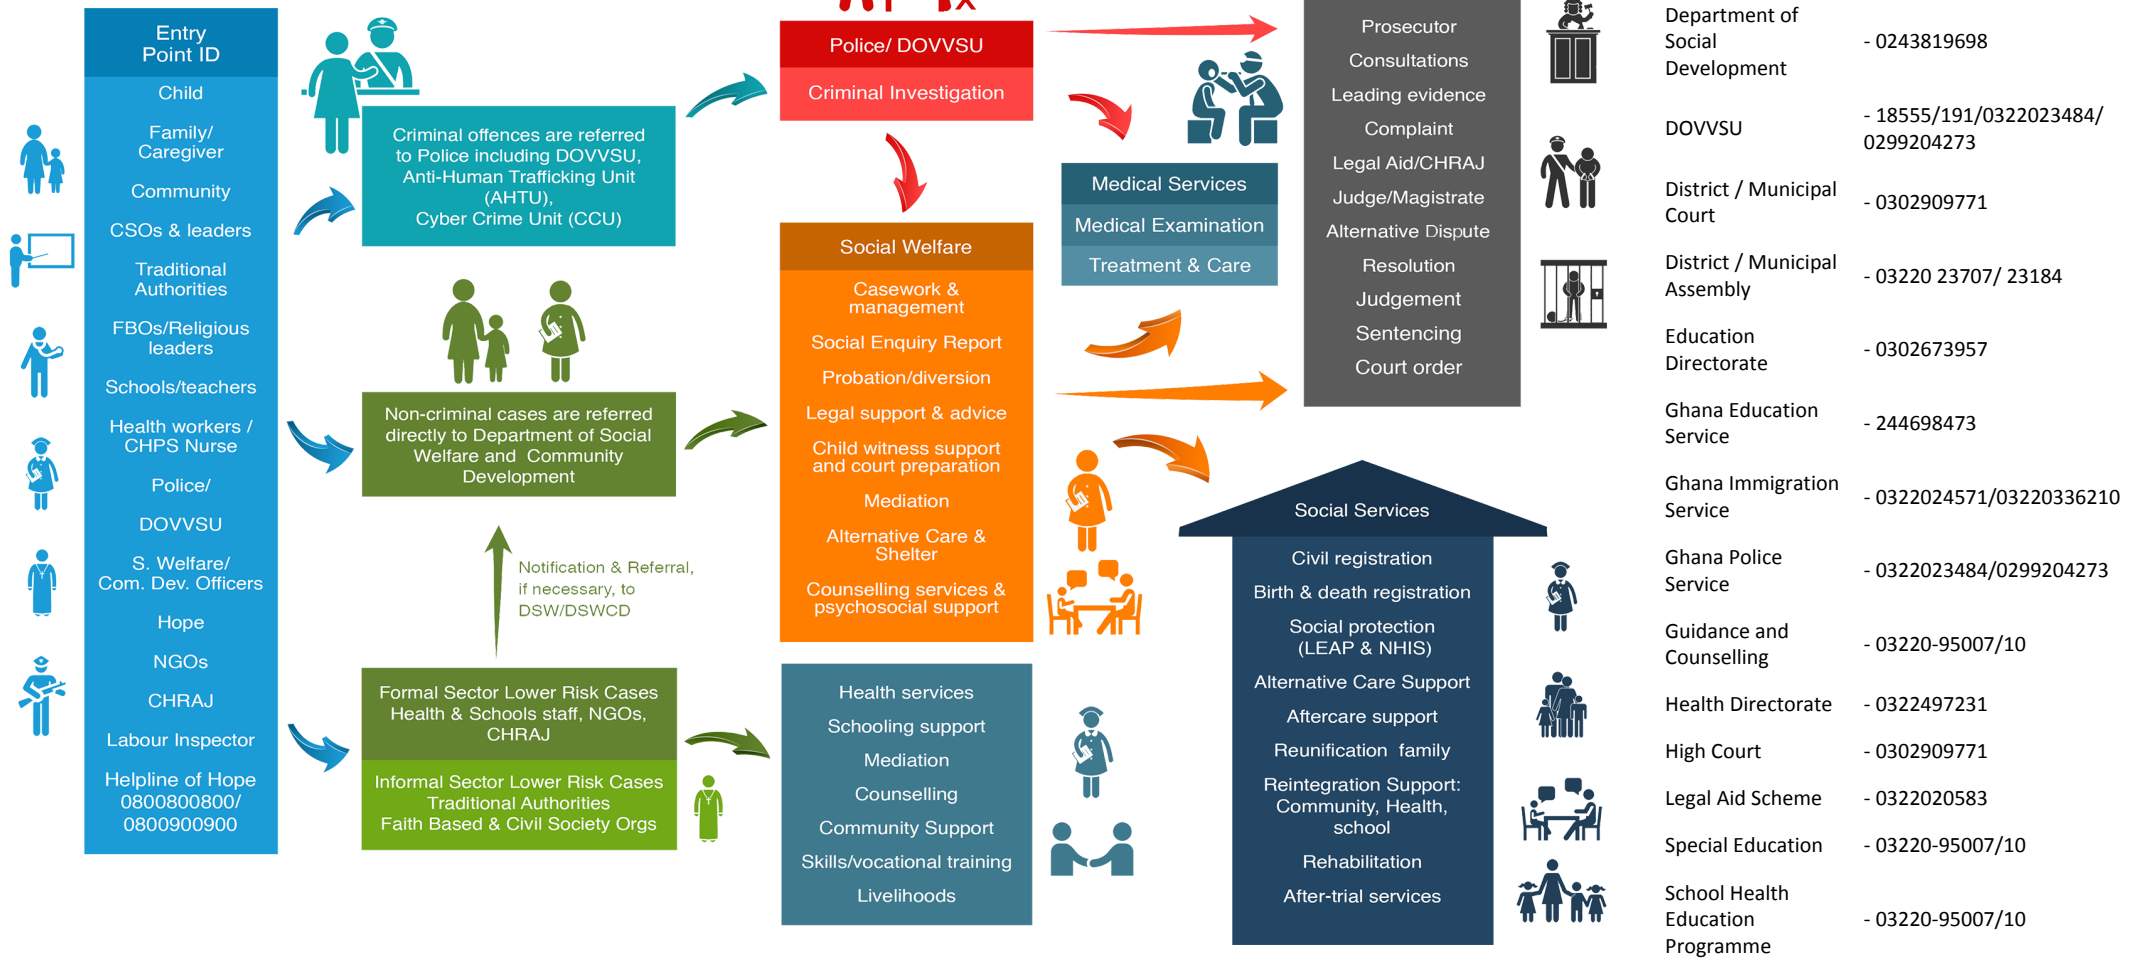 Entry
Point ID
Child
Family/
Caregiver
Community
CSOs & leaders
Traditional
Authorities
FBOs/Religious
leaders
Schools/teachers
Health workers /
CHPS Nurse
Police/
DOVVSU
S. Welfare/
Com. Dev. Officers
Hope
NGOs
CHRAJ
Labour Inspector
Helpline of Hope
0800800800/
0800900900
Criminal offences are referred
to Police including DOVVSU,
Anti-Human Trafficking Unit
(AHTU),
Cyber Crime Unit (CCU)
Non-criminal cases are referred
directly to Department of Social
Welfare and Community
Development
Notification & Referral,
if necessary, to
DSW/DSWCD
Formal Sector Lower Risk Cases
Health & Schools staff, NGOs,
CHRAJ
Informal Sector Lower Risk Cases
Traditional Authorities
Faith Based & Civil Society Orgs
Police/ DOVVSU
Criminal Investigation
Social Welfare
Casework &
management
Social Enquiry Report
Probation/diversion
Legal support & advice
Child witness support
and court preparation
Mediation
Alternative Care &
Shelter
Counselling services &
psychosocial support
Health services
Schooling support
Mediation
Counselling
Community Support
Skills/vocational training
Livelihoods
Medical Services
Medical Examination
Treatment & Care
Prosecutor
Consultations
Leading evidence
Complaint
Legal Aid/CHRAJ
Judge/Magistrate
Alternative Dispute
Resolution
Judgement
Sentencing
Court order
Social Services
Civil registration
Birth & death registration
Social protection
(LEAP & NHIS)
Alternative Care Support
Aftercare support
Reunification family
Reintegration Support:
Community, Health,
school
Rehabilitation
After-trial services
Department of
Social
Development
- 0243819698
DOVVSU
- 18555/191/0322023484/
0299204273
District / Municipal
Court
- 0302909771
District / Municipal
Assembly
- 03220 23707/ 23184
Education
Directorate
- 0302673957
Ghana Education
Service
- 244698473
Ghana Immigration
Service
- 0322024571/03220336210
Ghana Police
Service
- 0322023484/0299204273
Guidance and
Counselling
- 03220-95007/10
Health Directorate - 0322497231
High Court - 0302909771
Legal Aid Scheme - 0322020583
Special Education - 03220-95007/10
School Health
Education
Programme
- 03220-95007/10